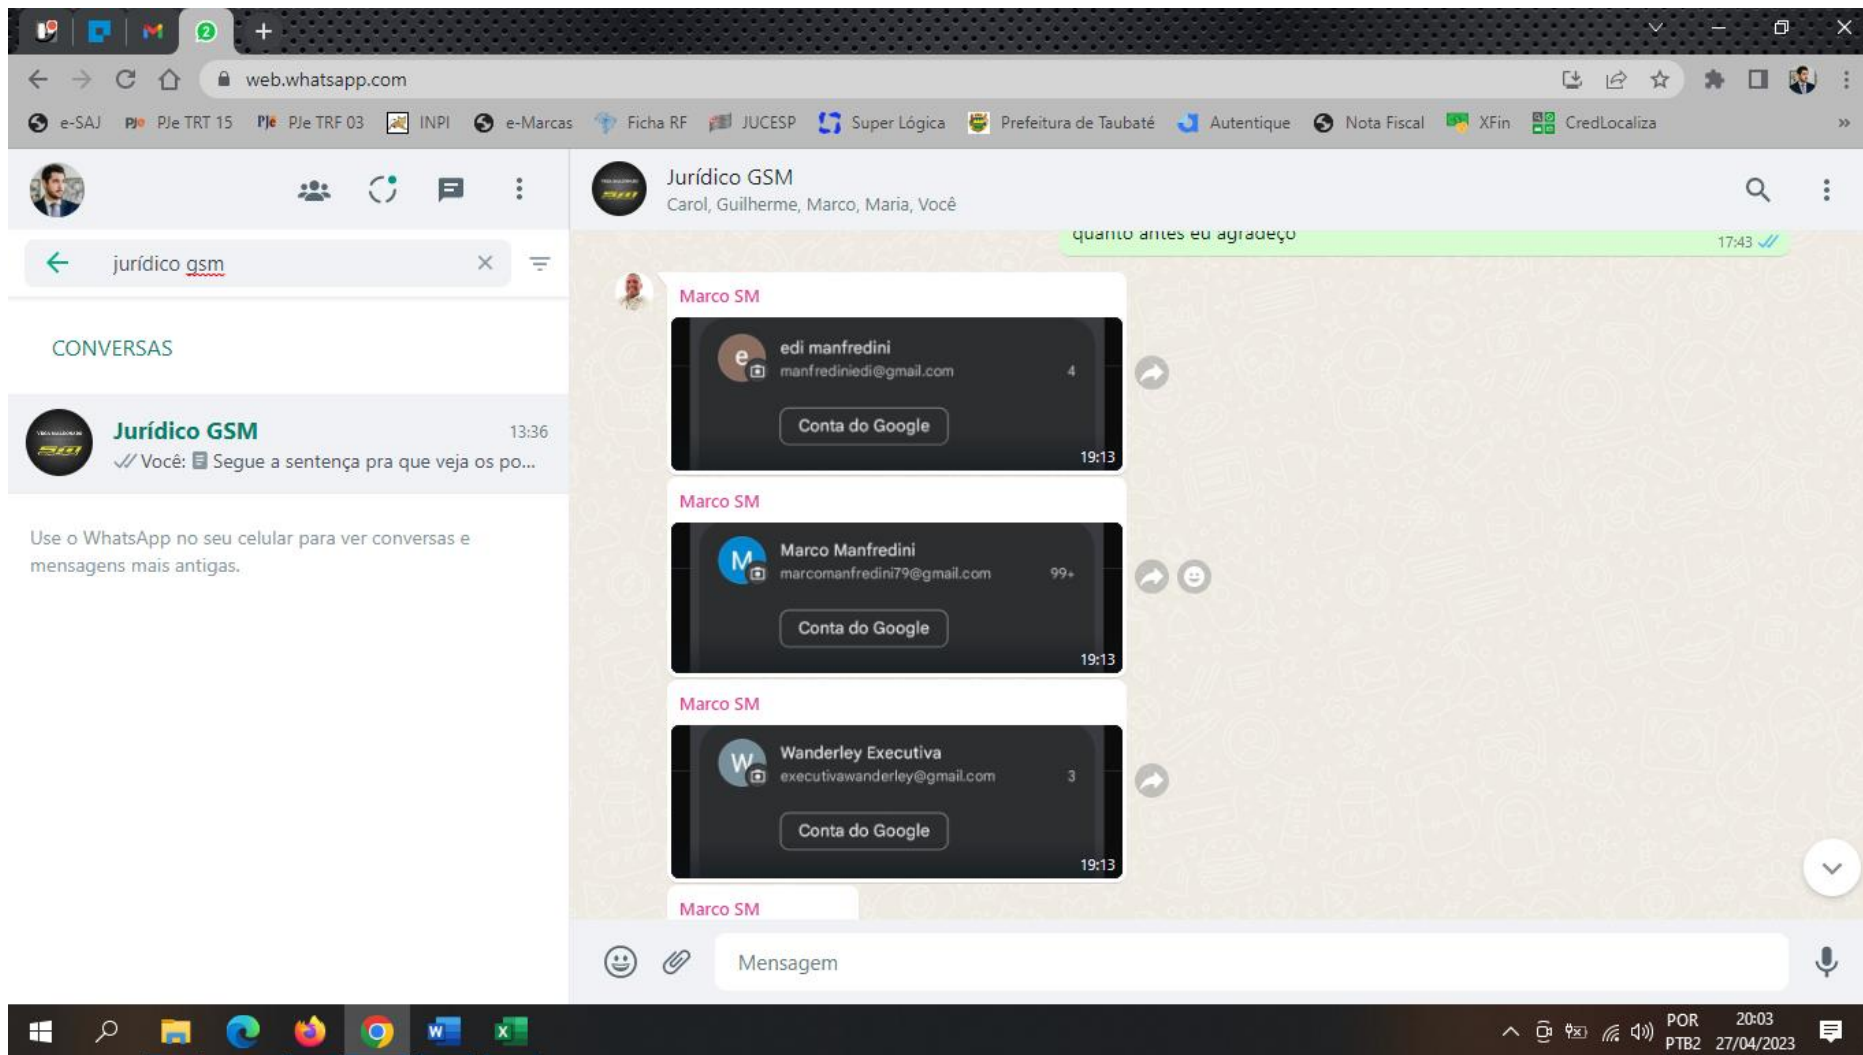 2
web.whatsapp.com
e-SAJ PJe PJe TRT 15 PJe PJe TRF 03 INPI e-Marcas Ficha RF JUCESP Super Lógica Prefeitura de Taubaté Autentique Nota Fiscal XFin CredLocaliza »
Jurídico GSM
Carol, Guilherme, Marco, Maria, Você
jurídico gsm
CONVERSAS
Jurídico GSM 13:36
Você: Segue a sentença pra que veja os po...
Use o WhatsApp no seu celular para ver conversas e
mensagens mais antigas.
quanto antes eu agradeço
17:43
Marco SM
e
edi manfredini
manfrediniedi@gmail.com 4
Conta do Google
19:13
Marco SM
M
Marco Manfredini
marcomanfredini79@gmail.com 99+
Conta do Google
19:13
Marco SM
W
Wanderley Executiva
executivawanderley@gmail.com 3
Conta do Google
19:13
Marco SM
Mensagem
POR 20:03
PTB2 27/04/2023